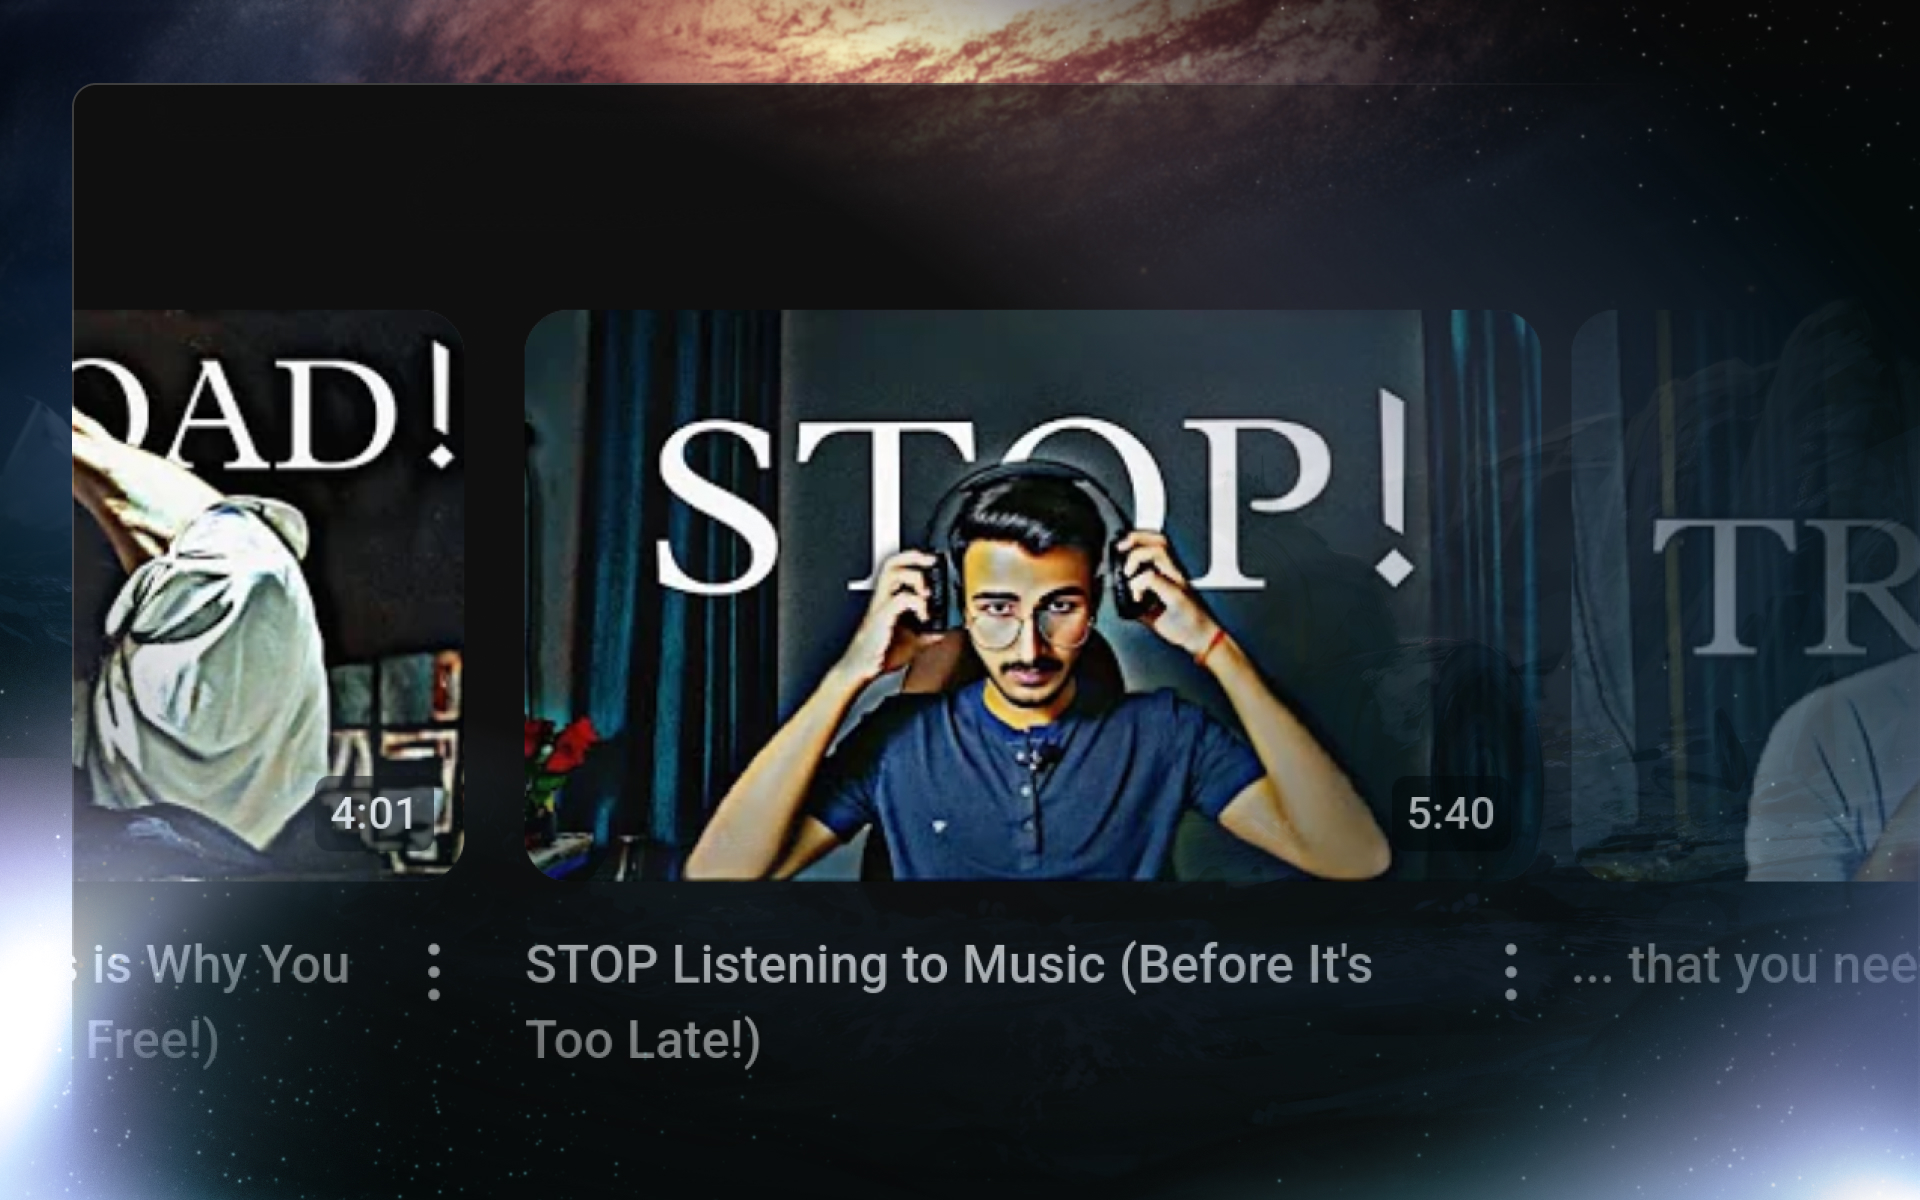 OAD!
4:01
is Why You
Free!)
STOP!
5:40
STOP Listening to Music (Before It's
Too Late!)
TR
... that you nee